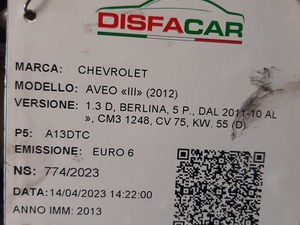 DISFACAR
MARCA: CHEVROLET
MODELLO: AVEO «III» (2012)
VERSIONE: 1.3 D, BERLINA, 5 P., DAL 2011-10 AL
», CM3 1248, CV 75, KW. 55 (D)
P5: A13DTC
EMISSIONE: EURO 6
NS: 774/2023
DATA:14/04/2023 14:22:00
ANNO IMM: 2013